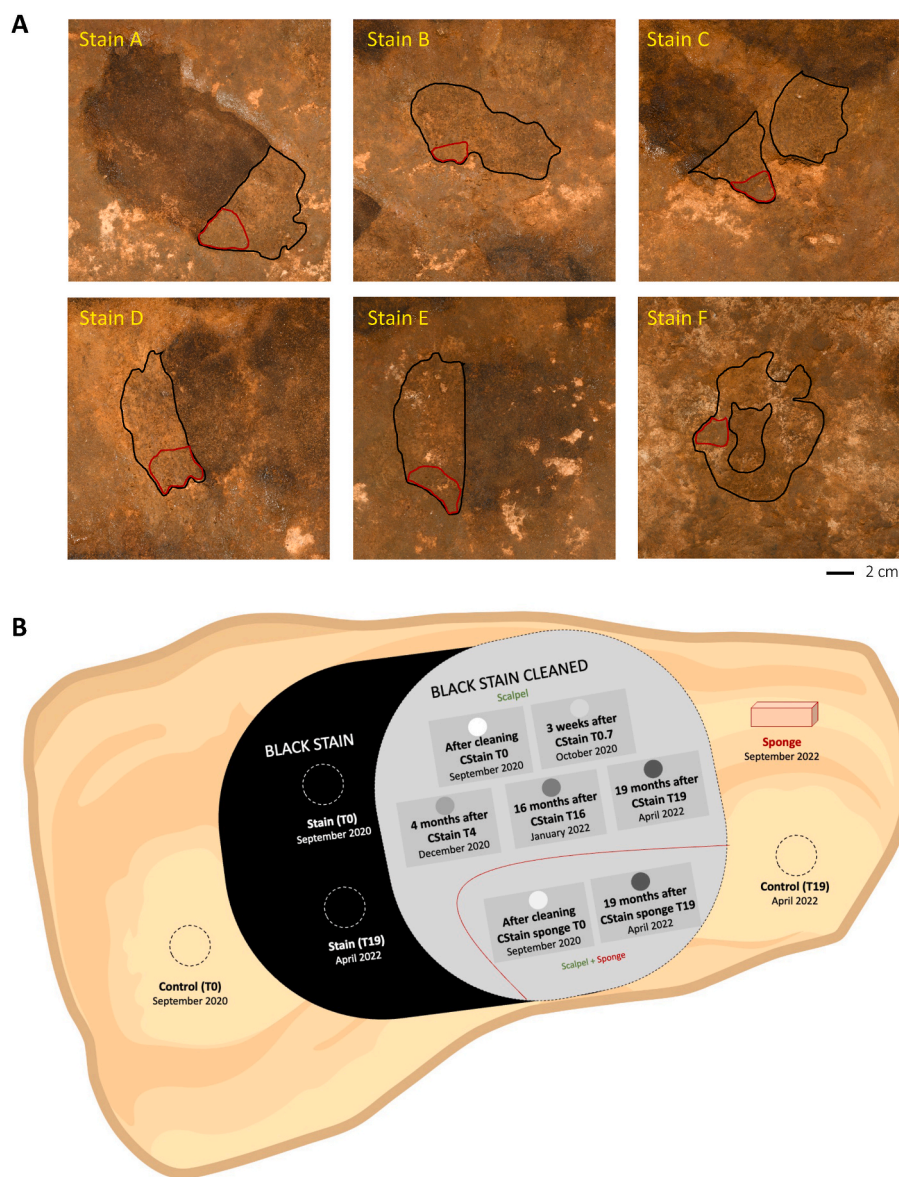 A
Stain A
Stain B
Stain C
Stain D
Stain E
Stain F
2 cm
B
BLACK STAIN
Stain (T0)
September 2020
Stain (T19)
April 2022
BLACK STAIN CLEANED
Scalpel
After cleaning
CStain T0
September 2020
3 weeks after
CStain T0.7
October 2020
4 months after
CStain T4
December 2020
16 months after
CStain T16
January 2022
19 months after
CStain T19
April 2022
After cleaning
CStain sponge T0
September 2020
19 months after
CStain sponge T19
April 2022
Scalpel + Sponge
Sponge
September 2022
Control (T19)
April 2022
Control (T0)
September 2020